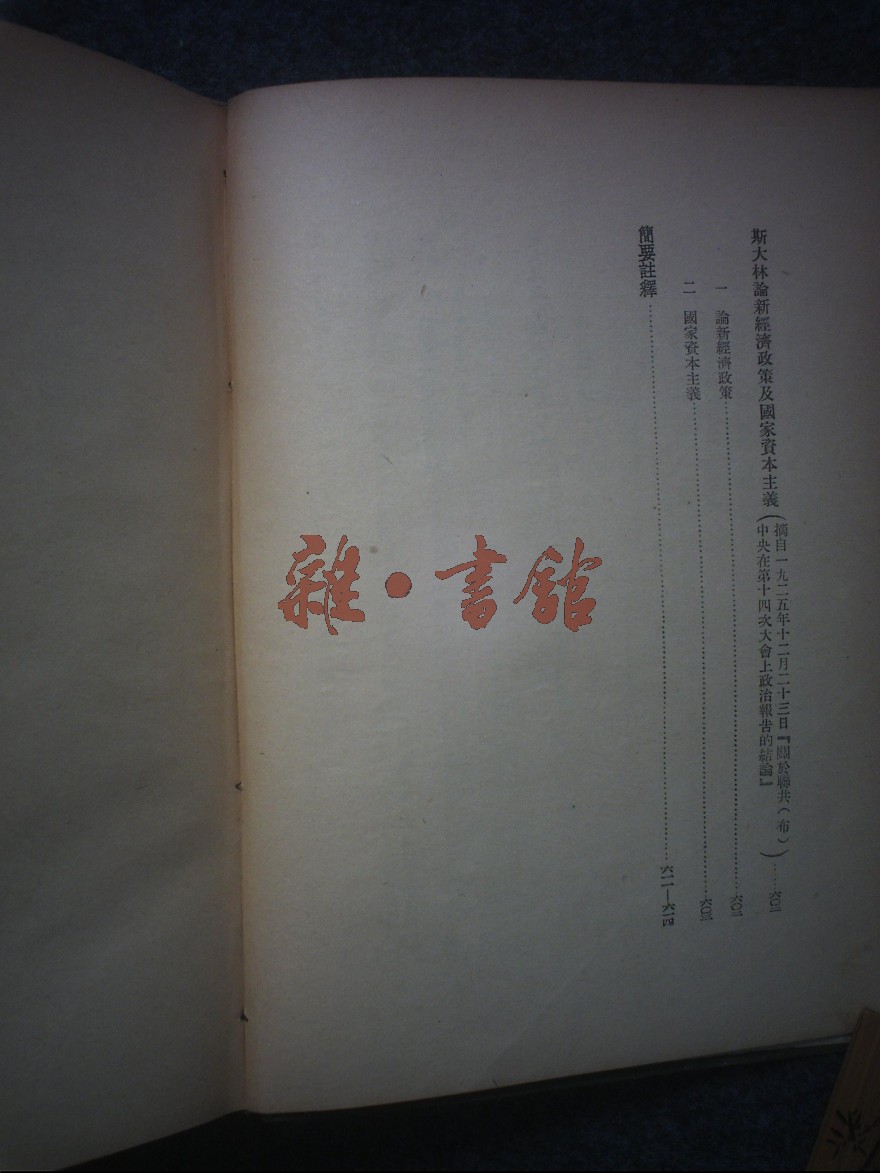 斯大林論新經濟政策及國家資本主義(摘自一九二五年十二月二十三日『關於聯共(布)
中央在第十四次大會上政治報告的結論』)……
一 論新經濟政策……六〇二
二 國家資本主義……六〇三
簡要註釋……六一一—六一四
雜·書館